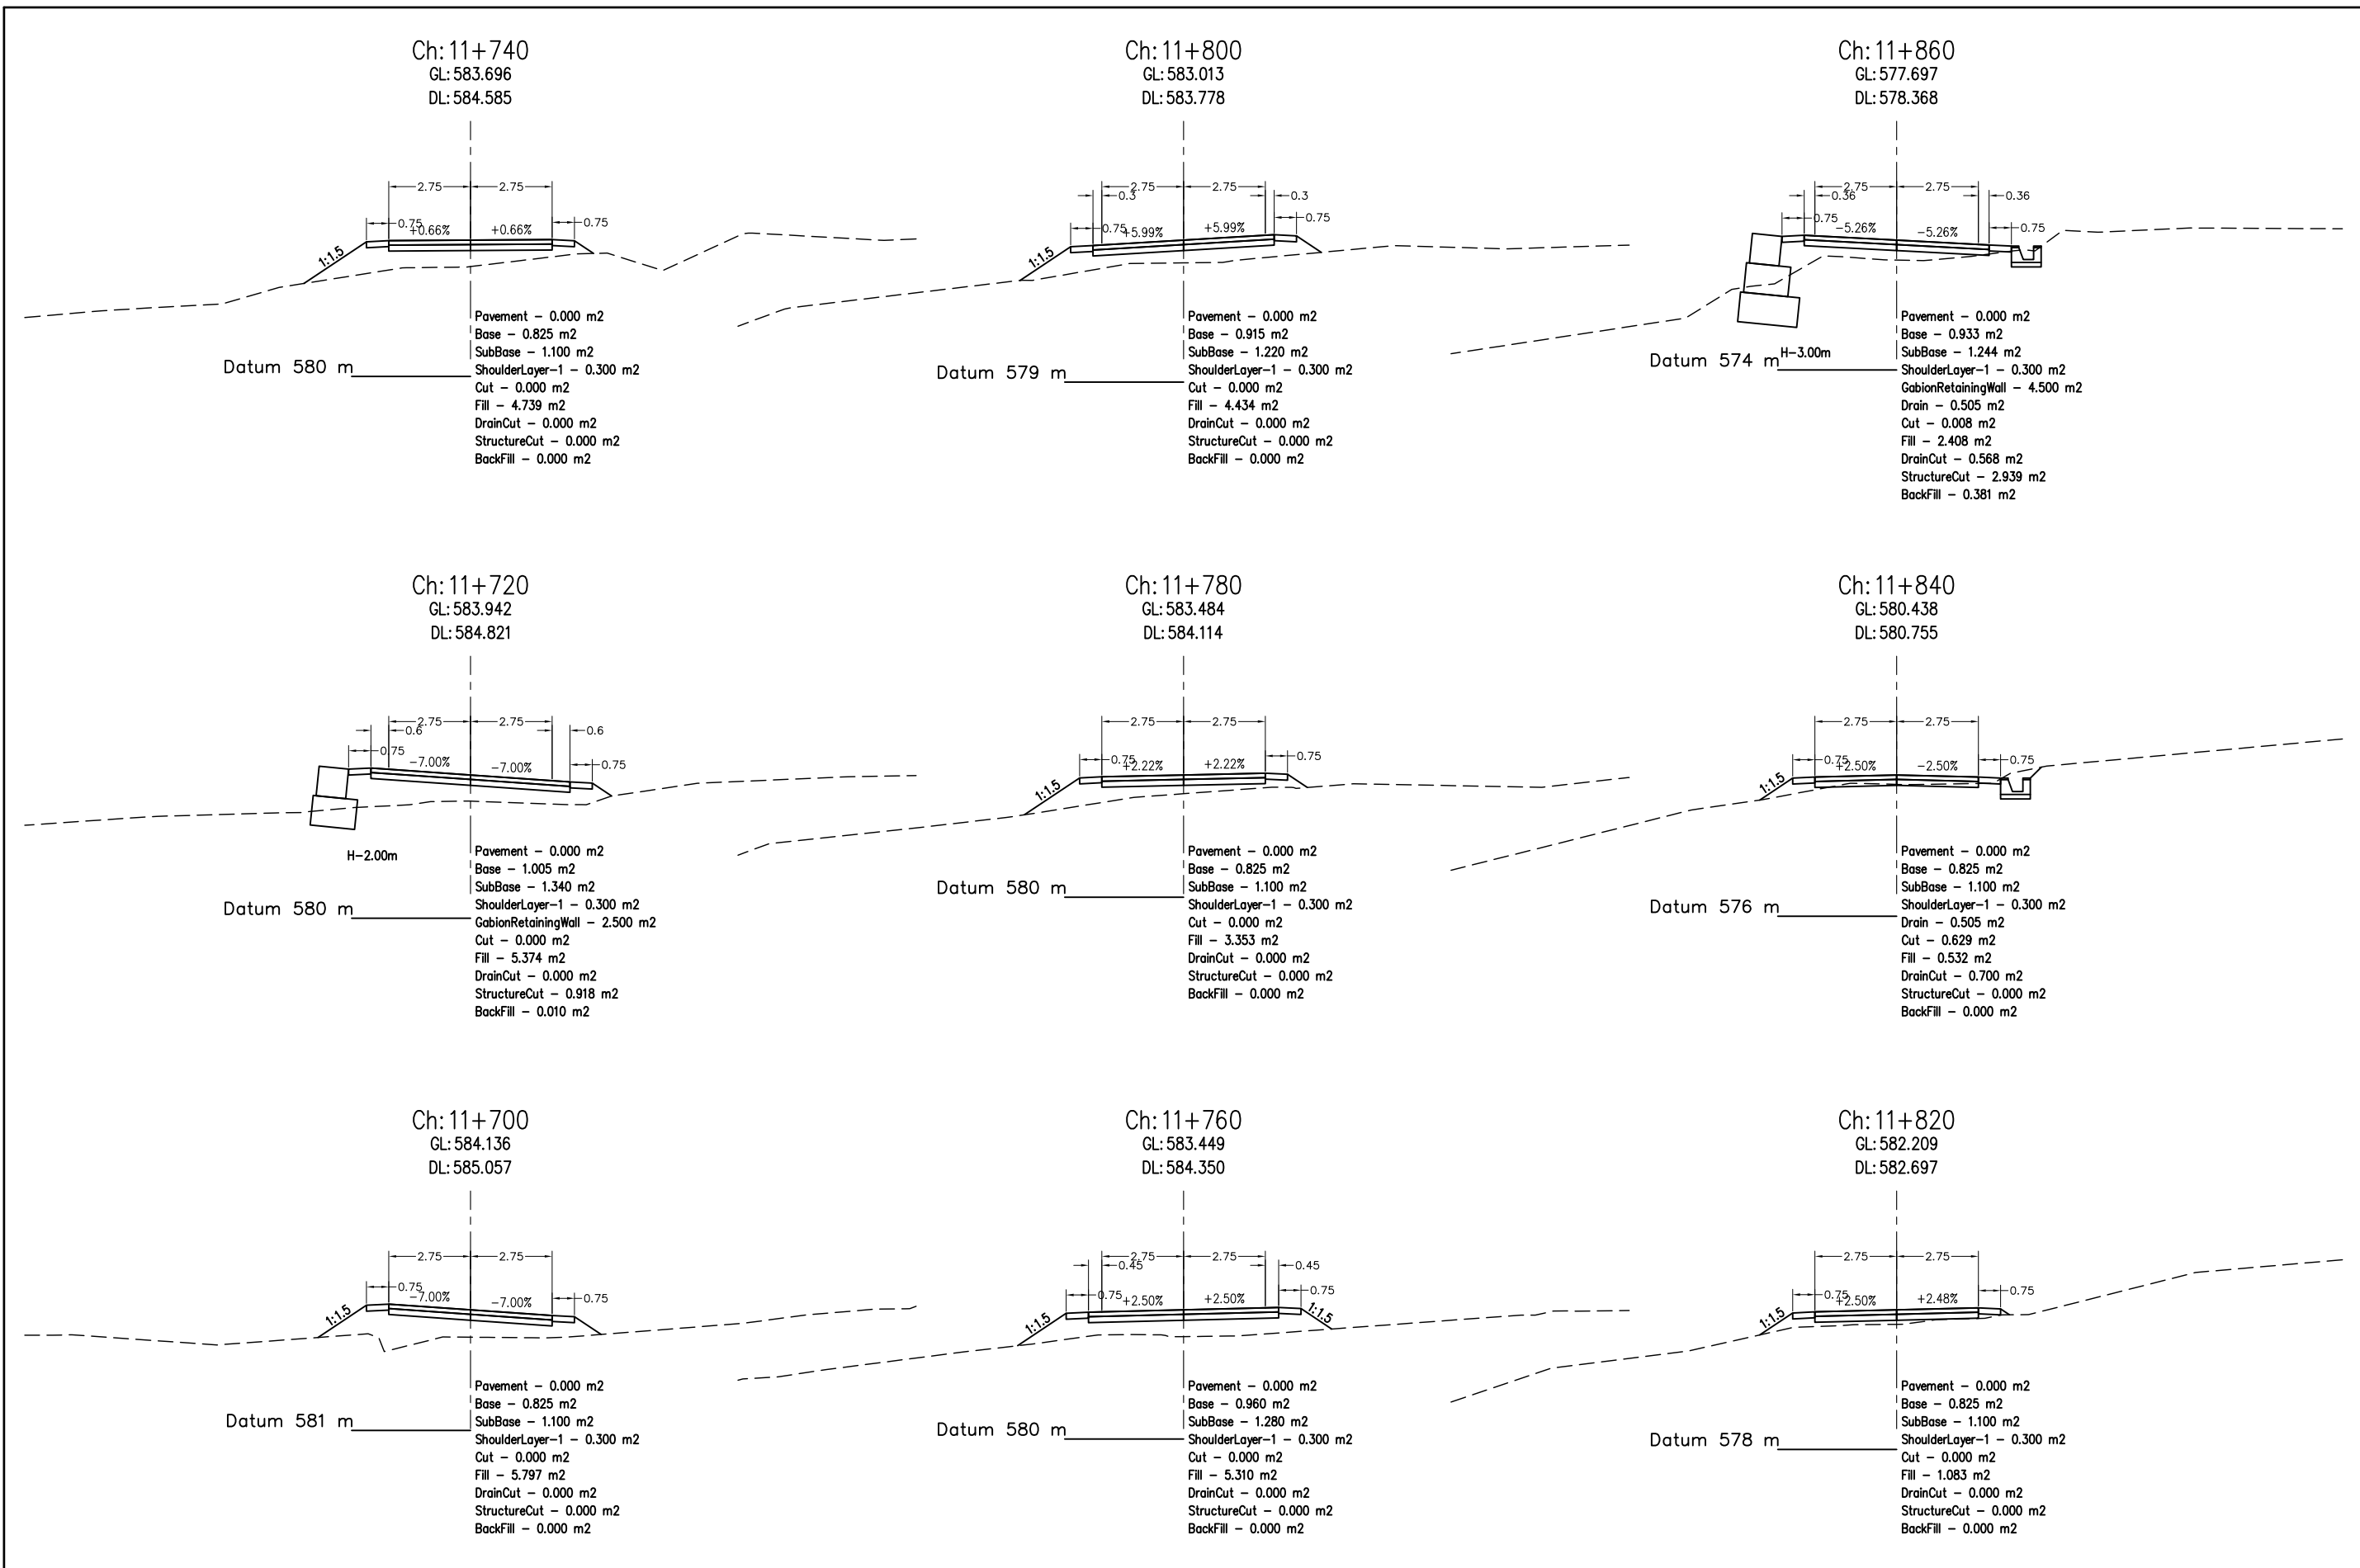 Ch:11+740
GL:583.696
DL:584.585
2.75 2.75
0.75 0.75
+0.66% +0.66%
1:1.5
Pavement - 0.000 m2
Base - 0.825 m2
SubBase - 1.100 m2
Datum 580 m
ShoulderLayer-1 - 0.300 m2
Cut - 0.000 m2
Fill - 4.739 m2
DrainCut - 0.000 m2
StructureCut - 0.000 m2
BackFill - 0.000 m2
Ch:11+800
GL:583.013
DL:583.778
2.75 2.75
0.3 0.3
0.75 0.75
+5.99% +5.99%
1:1.5
Pavement - 0.000 m2
Base - 0.915 m2
SubBase - 1.220 m2
Datum 579 m
ShoulderLayer-1 - 0.300 m2
Cut - 0.000 m2
Fill - 4.434 m2
DrainCut - 0.000 m2
StructureCut - 0.000 m2
BackFill - 0.000 m2
Ch:11+860
GL:577.697
DL:578.368
2.75 2.75
0.36 0.36
0.75 0.75
-5.26% -5.26%
Pavement - 0.000 m2
Base - 0.933 m2
SubBase - 1.244 m2
H-3.00m
Datum 574 m
ShoulderLayer-1 - 0.300 m2
GabionRetainingWall - 4.500 m2
Drain - 0.505 m2
Cut - 0.008 m2
Fill - 2.408 m2
DrainCut - 0.568 m2
StructureCut - 2.939 m2
BackFill - 0.381 m2
Ch:11+720
GL:583.942
DL:584.821
2.75 2.75
0.6 0.6
0.75 0.75
-7.00% -7.00%
H-2.00m
Pavement - 0.000 m2
Base - 1.005 m2
SubBase - 1.340 m2
ShoulderLayer-1 - 0.300 m2
Datum 580 m
GabionRetainingWall - 2.500 m2
Cut - 0.000 m2
Fill - 5.374 m2
DrainCut - 0.000 m2
StructureCut - 0.918 m2
BackFill - 0.010 m2
Ch:11+780
GL:583.484
DL:584.114
2.75 2.75
0.75 0.75
+2.22% +2.22%
1:1.5
Pavement - 0.000 m2
Base - 0.825 m2
SubBase - 1.100 m2
Datum 580 m
ShoulderLayer-1 - 0.300 m2
Cut - 0.000 m2
Fill - 3.353 m2
DrainCut - 0.000 m2
StructureCut - 0.000 m2
BackFill - 0.000 m2
Ch:11+840
GL:580.438
DL:580.755
2.75 2.75
0.75 0.75
+2.50% -2.50%
1:1.5
Pavement - 0.000 m2
Base - 0.825 m2
SubBase - 1.100 m2
ShoulderLayer-1 - 0.300 m2
Datum 576 m
Drain - 0.505 m2
Cut - 0.629 m2
Fill - 0.532 m2
DrainCut - 0.700 m2
StructureCut - 0.000 m2
BackFill - 0.000 m2
Ch:11+700
GL:584.136
DL:585.057
2.75 2.75
0.75 0.75
-7.00% -7.00%
1:1.5
Pavement - 0.000 m2
Base - 0.825 m2
SubBase - 1.100 m2
Datum 581 m
ShoulderLayer-1 - 0.300 m2
Cut - 0.000 m2
Fill - 5.797 m2
DrainCut - 0.000 m2
StructureCut - 0.000 m2
BackFill - 0.000 m2
Ch:11+760
GL:583.449
DL:584.350
2.75 2.75
0.45 0.45
0.75 0.75
+2.50% +2.50%
1:1.5 1:1.5
Pavement - 0.000 m2
Base - 0.960 m2
SubBase - 1.280 m2
Datum 580 m
ShoulderLayer-1 - 0.300 m2
Cut - 0.000 m2
Fill - 5.310 m2
DrainCut - 0.000 m2
StructureCut - 0.000 m2
BackFill - 0.000 m2
Ch:11+820
GL:582.209
DL:582.697
2.75 2.75
0.75 0.75
+2.50% +2.48%
1:1.5
Pavement - 0.000 m2
Base - 0.825 m2
SubBase - 1.100 m2
ShoulderLayer-1 - 0.300 m2
Datum 578 m
Cut - 0.000 m2
Fill - 1.083 m2
DrainCut - 0.000 m2
StructureCut - 0.000 m2
BackFill - 0.000 m2